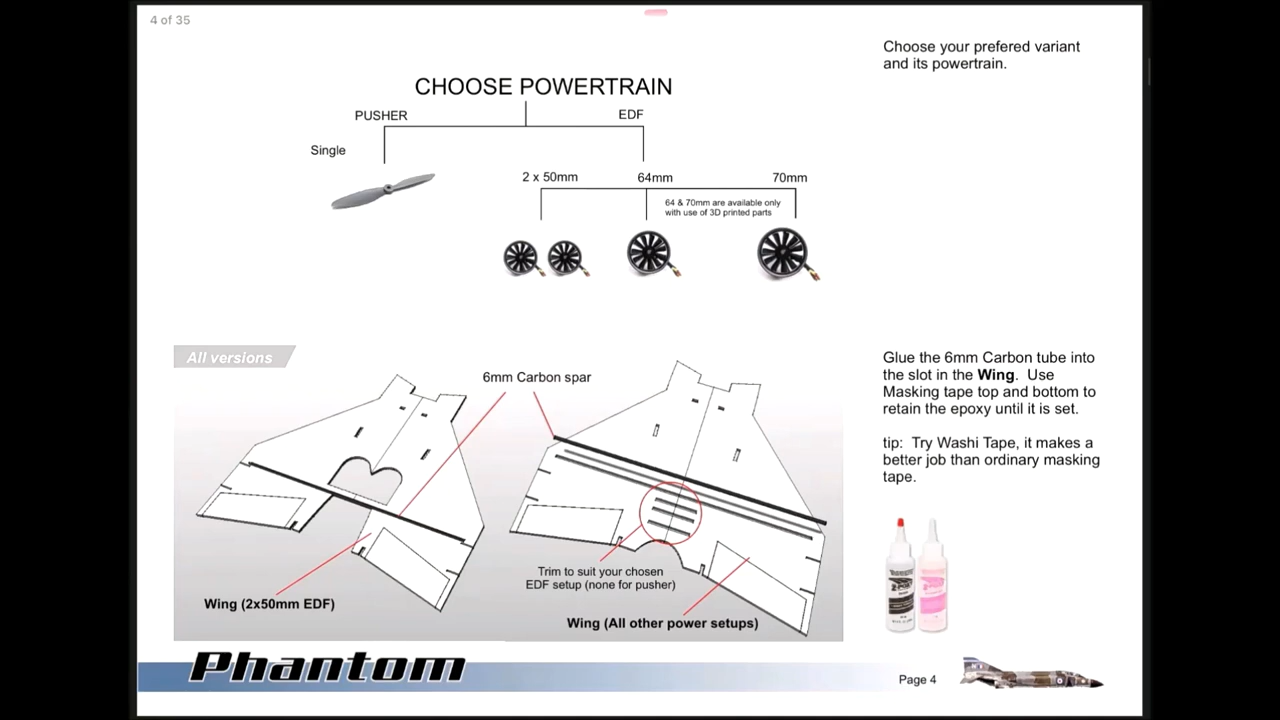 4 of 35
Choose your prefered variant
and its powertrain.
CHOOSE POWERTRAIN
PUSHER
EDF
Single
2 x 50mm
64mm
70mm
64 & 70mm are available only
with use of 3D printed parts
All versions
6mm Carbon spar
Trim to suit your chosen
EDF setup (none for pusher)
Wing (2x50mm EDF)
Wing (All other power setups)
Glue the 6mm Carbon tube into
the slot in the Wing. Use
Masking tape top and bottom to
retain the epoxy until it is set.
tip: Try Washi Tape, it makes a
better job than ordinary masking
tape.
Phantom
Page 4